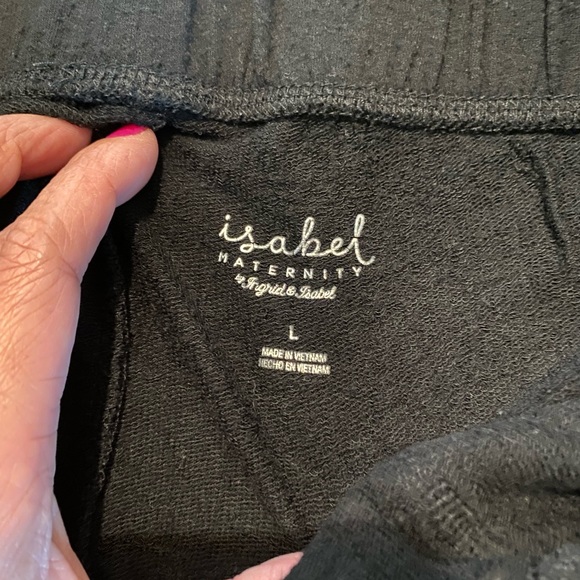 isabel
MATERNITY
by Ingrid & Isabel
L
MADE IN VIETNAM
HECHO EN VIETNAM